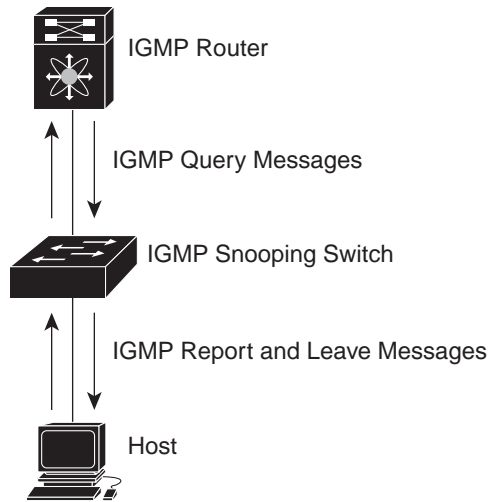 IGMP Router
IGMP Query Messages
IGMP Snooping Switch
IGMP Report and Leave Messages
Host